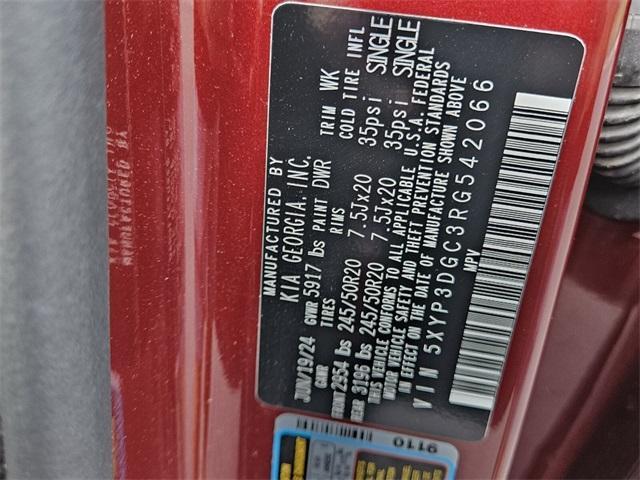 MANUFACTURED BY
KIA GEORGIA, INC.
JUN/19/24 GVWR 5917 lbs PAINT DWR TRIM WK
GAWR TIRES RIMS COLD TIRE INFL
FRONT 2954 lbs 245/50R20 7.5Jx20 35psi SINGLE
REAR 3196 lbs 245/50R20 7.5Jx20 35psi SINGLE
THIS VEHICLE CONFORMS TO ALL APPLICABLE U.S.A. FEDERAL
MOTOR VEHICLE SAFETY AND THEFT PREVENTION STANDARDS
IN EFFECT ON THE DATE OF MANUFACTURE SHOWN ABOVE
VIN 5XYP3DGC3RG542066
MPV
9110